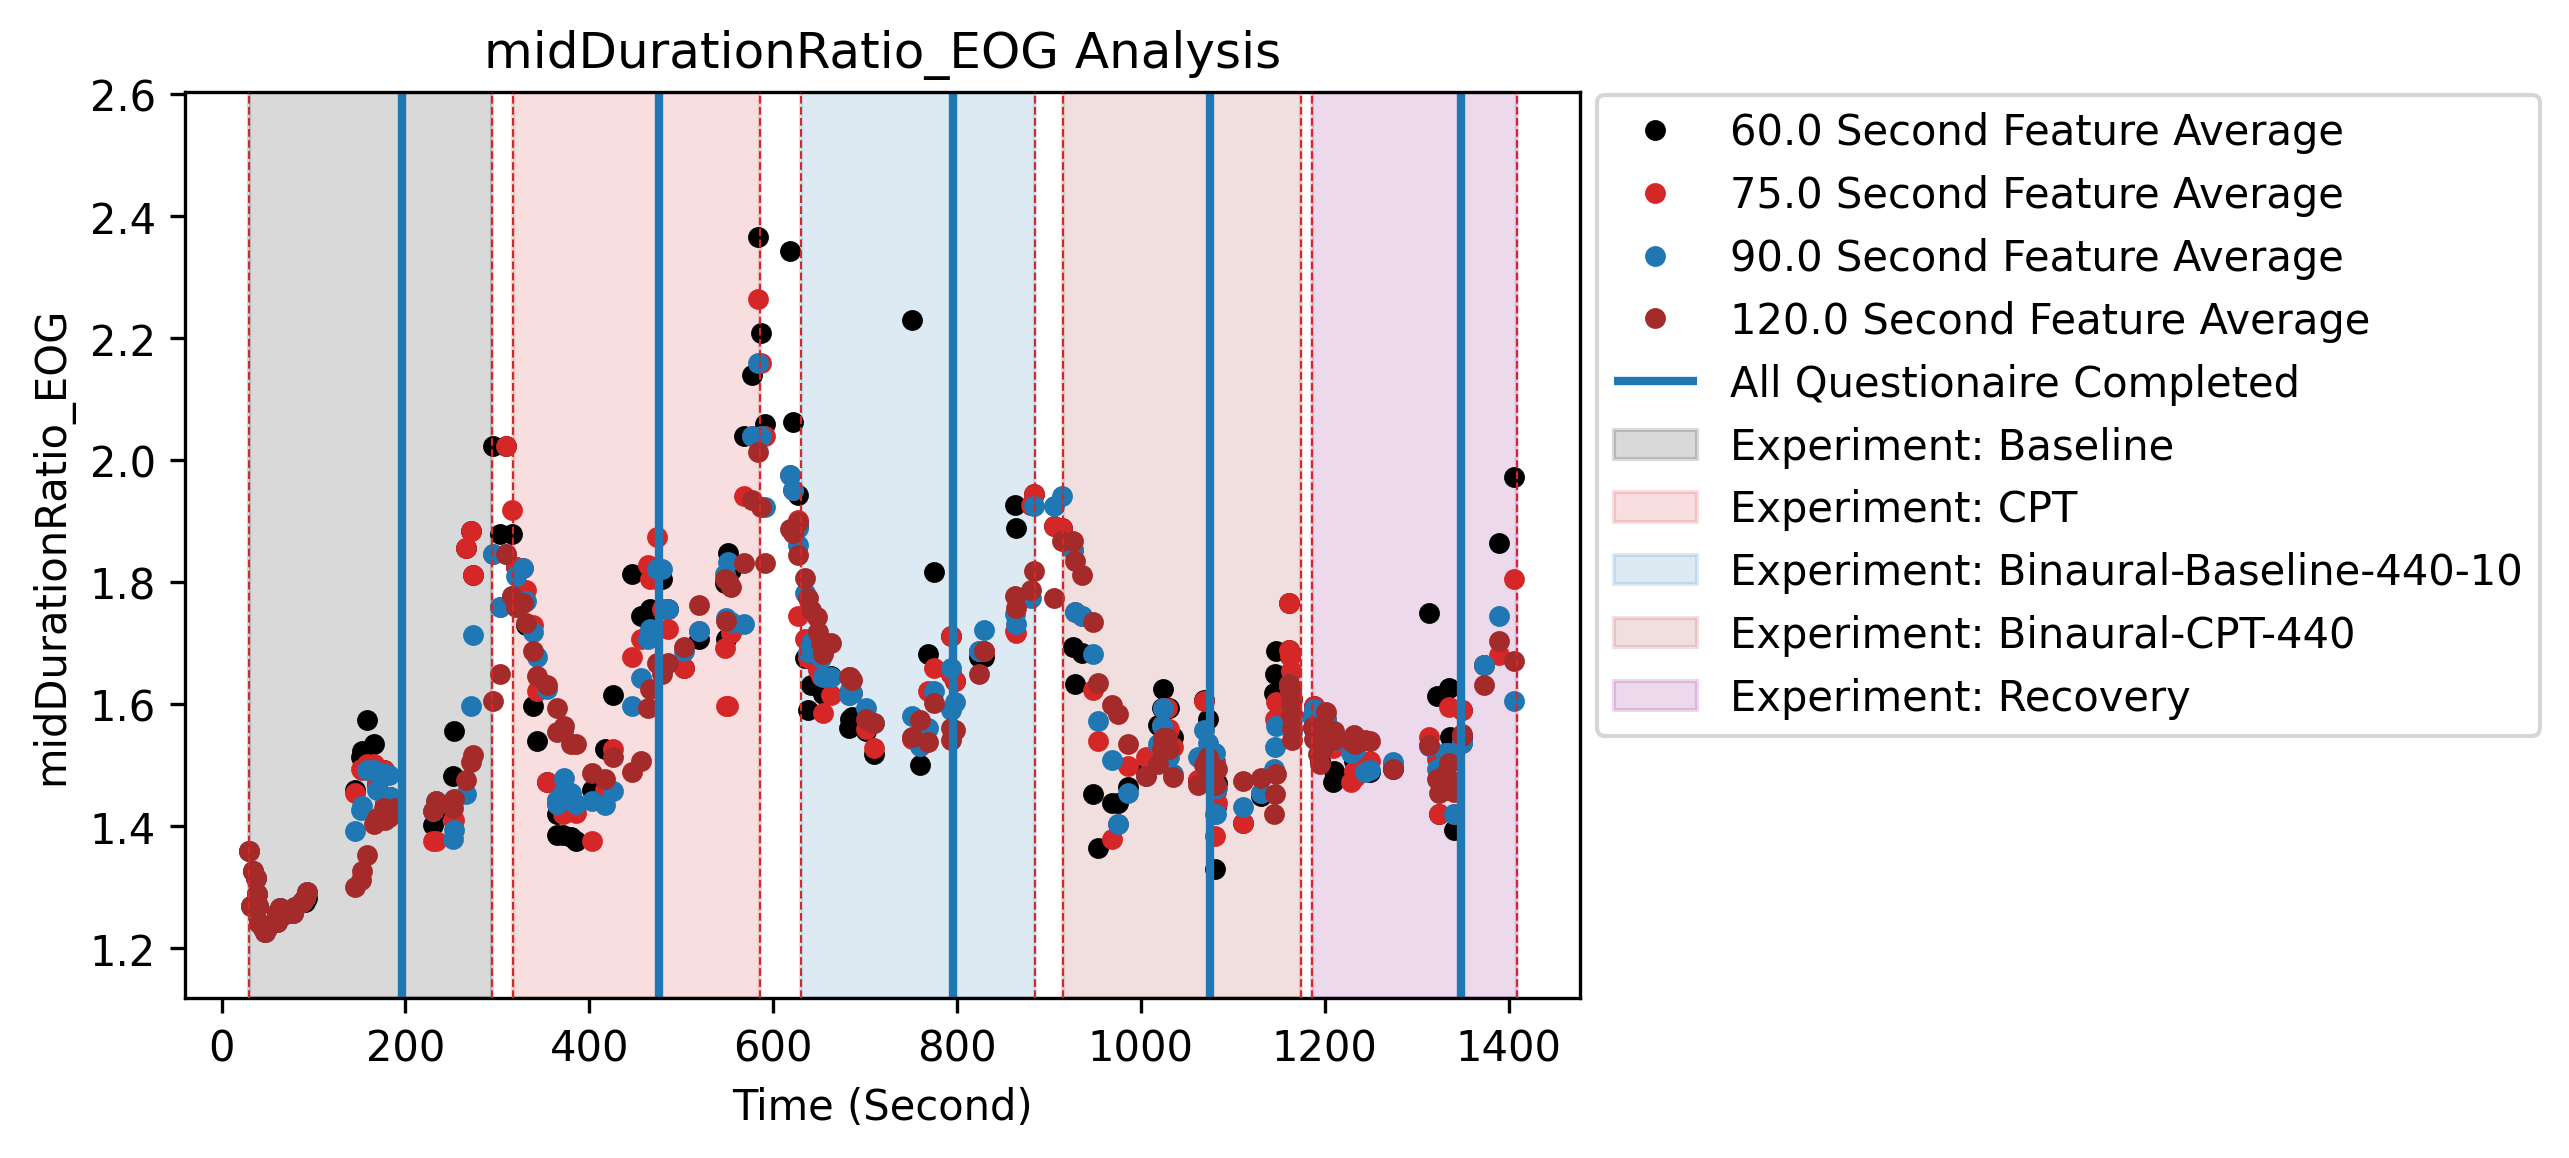 midDurationRatio_EOG Analysis
midDurationRatio_EOG
2.6
2.4
2.2
2.0
1.8
1.6
1.4
1.2
0 200 400 600 800 1000 1200 1400
Time (Second)
60.0 Second Feature Average
75.0 Second Feature Average
90.0 Second Feature Average
120.0 Second Feature Average
All Questionaire Completed
Experiment: Baseline
Experiment: CPT
Experiment: Binaural-Baseline-440-10
Experiment: Binaural-CPT-440
Experiment: Recovery